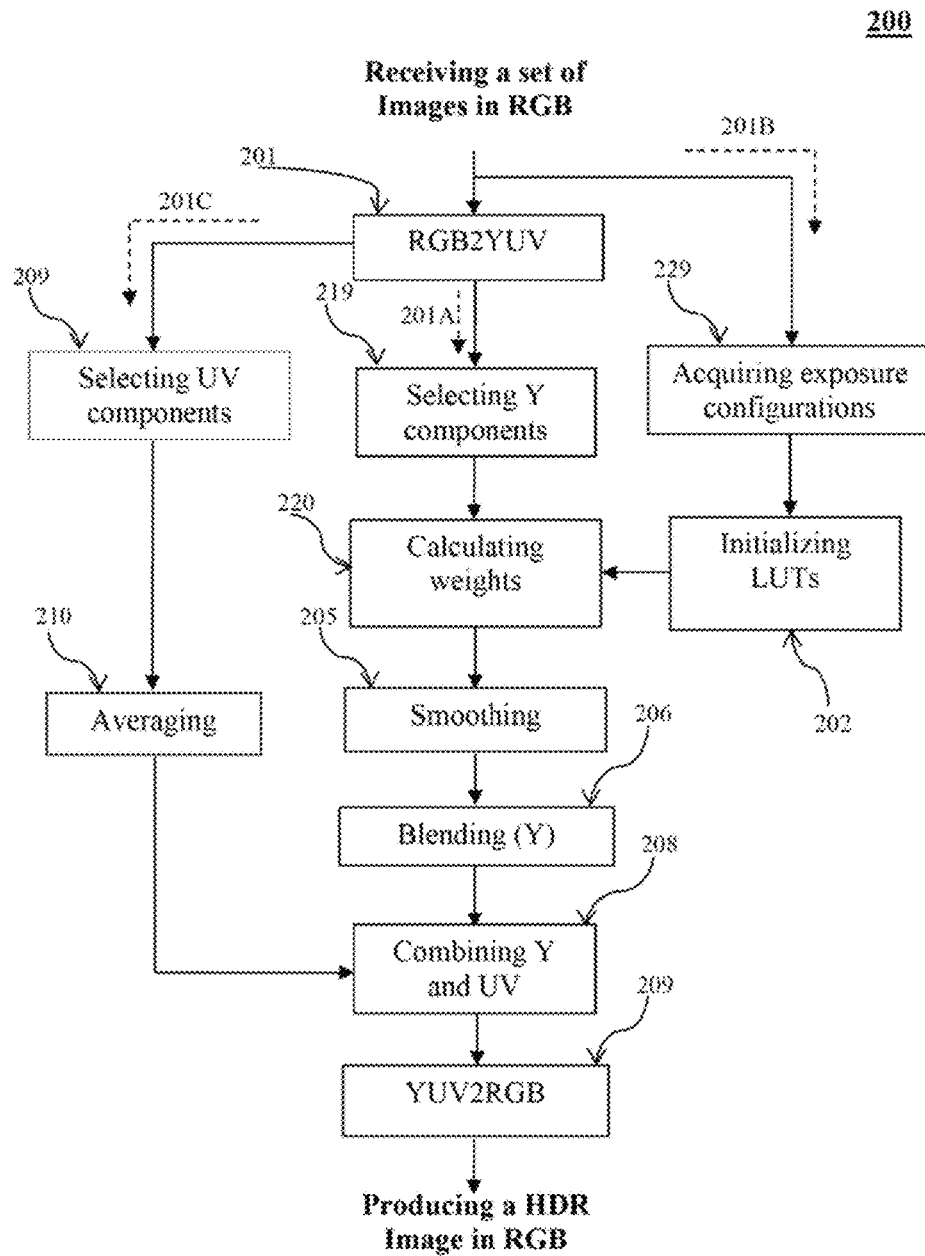 200
Receiving a set of
Images in RGB
201B
201
201C
RGB2YUV
209
219
201A
229
Selecting UV
components
Selecting Y
components
Acquiring exposure
configurations
220
Calculating
weights
Initializing
LUTs
210
205
202
Averaging
Smoothing
206
Blending (Y)
208
Combining Y
and UV
209
YUV2RGB
Producing a HDR
Image in RGB